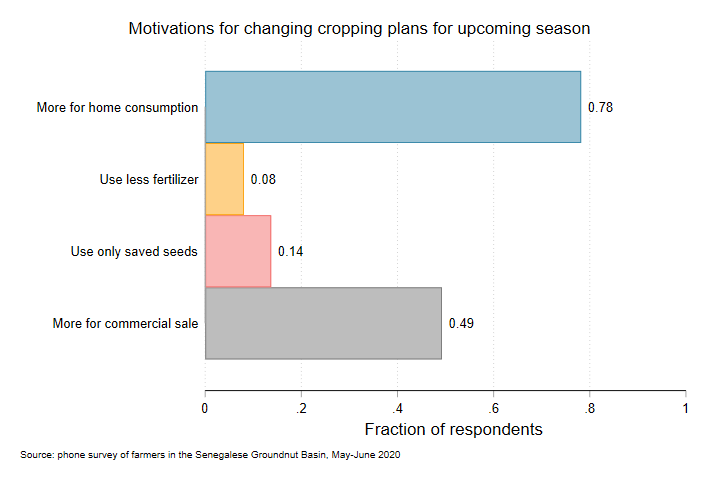 Motivations for changing cropping plans for upcoming season
More for home consumption 0.78
Use less fertilizer 0.08
Use only saved seeds 0.14
More for commercial sale 0.49
0 .2 .4 .6 .8 1
Fraction of respondents
Source: phone survey of farmers in the Senegalese Groundnut Basin, May-June 2020